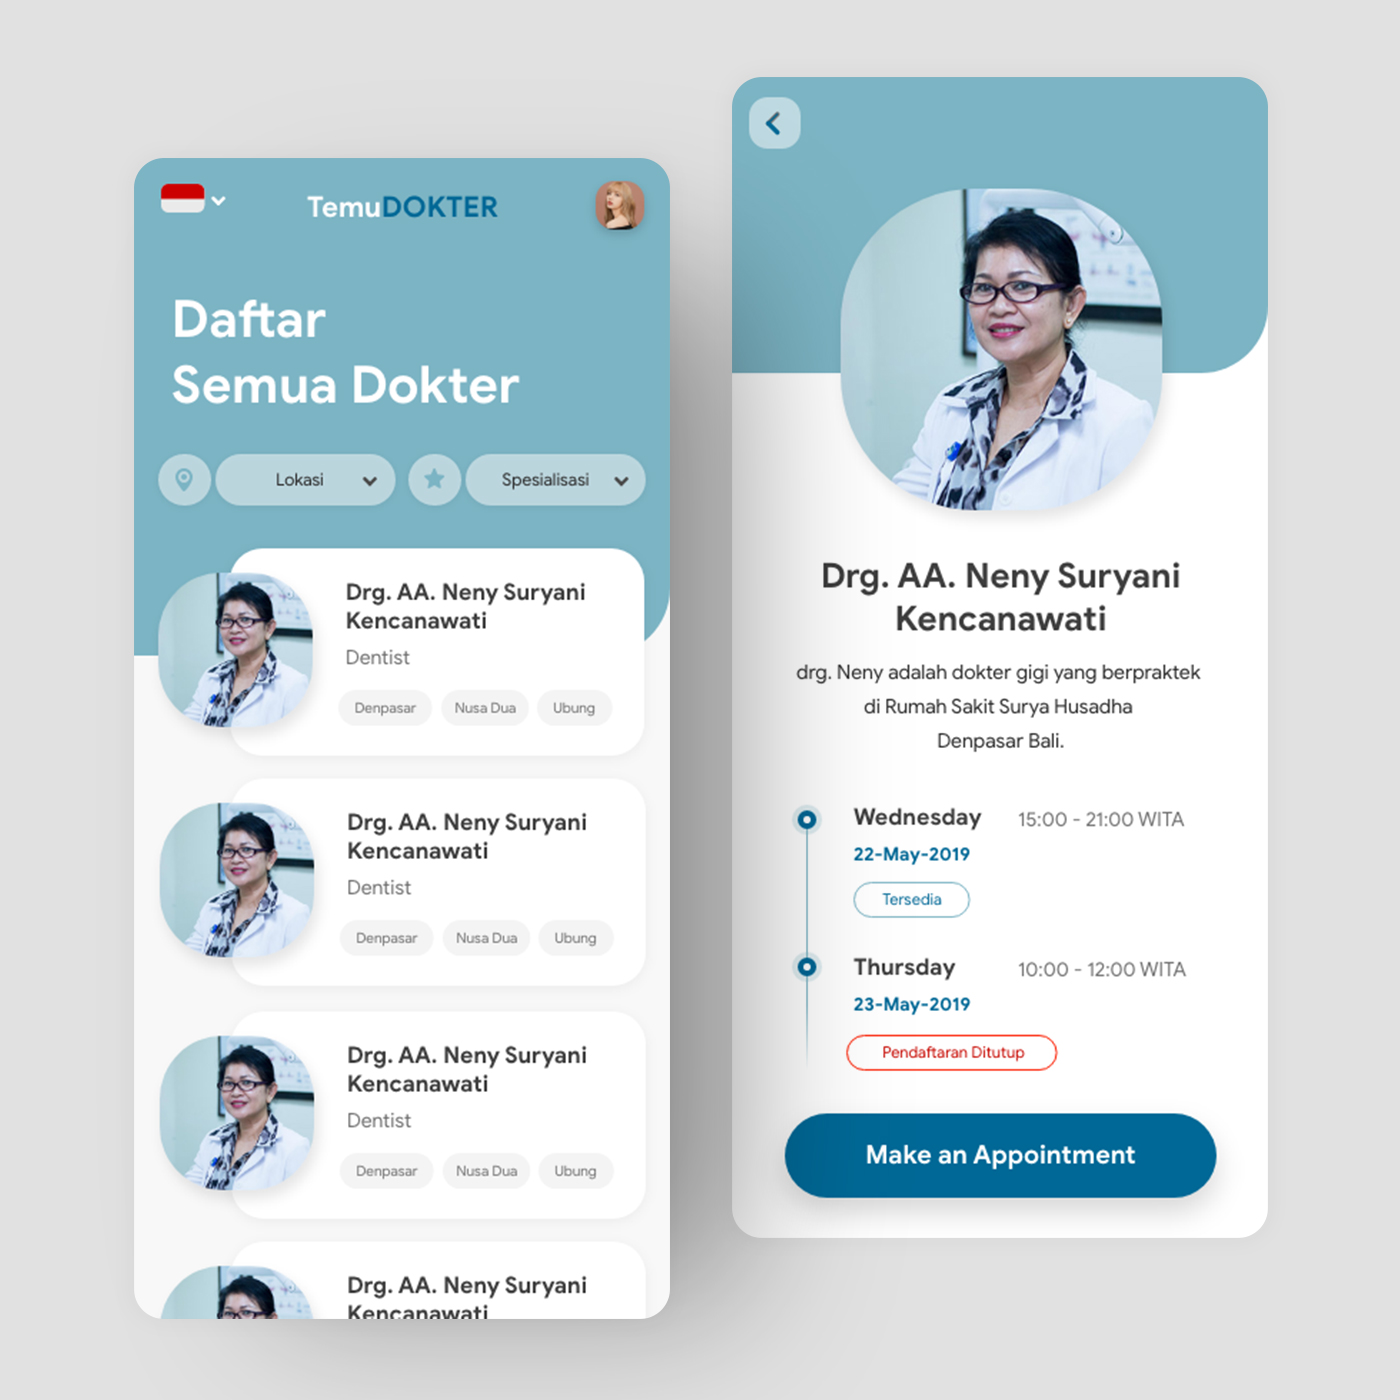 TemuDOKTER
Daftar
Semua Dokter
Lokasi
Spesialisasi
Drg. AA. Neny Suryani
Kencanawati
Dentist
Denpasar
Nusa Dua
Ubung
Drg. AA. Neny Suryani
Kencanawati
Dentist
Denpasar
Nusa Dua
Ubung
Drg. AA. Neny Suryani
Kencanawati
Dentist
Denpasar
Nusa Dua
Ubung
Drg. AA. Neny Suryani
Kencanawati
Drg. AA. Neny Suryani
Kencanawati
drg. Neny adalah dokter gigi yang berpraktek
di Rumah Sakit Surya Husadha
Denpasar Bali.
Wednesday 15:00 - 21:00 WITA
22-May-2019
Tersedia
Thursday 10:00 - 12:00 WITA
23-May-2019
Pendaftaran Ditutup
Make an Appointment